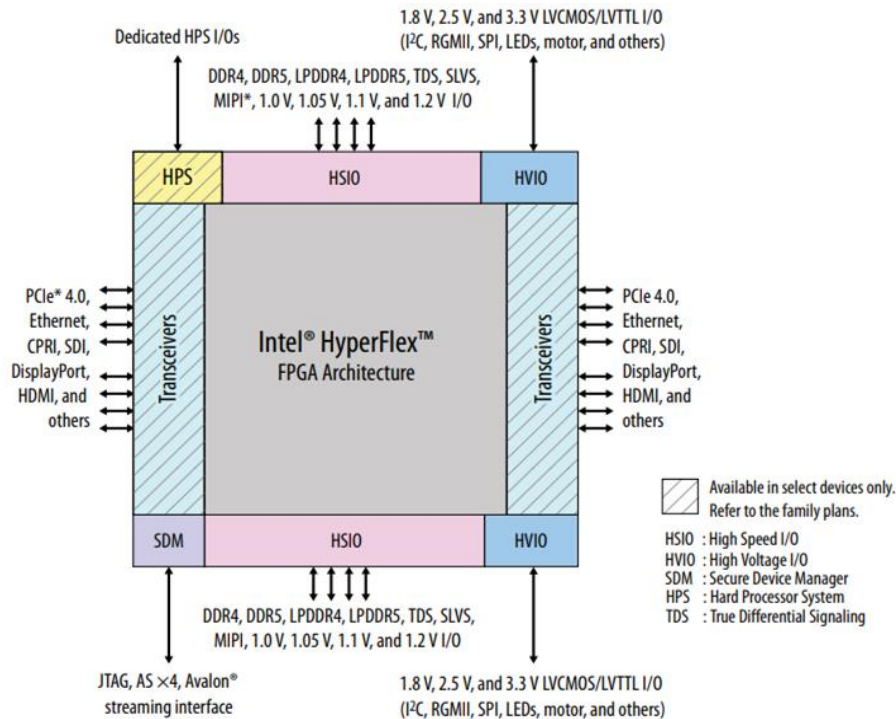 Dedicated HPS I/Os
1.8 V, 2.5 V, and 3.3 V LVCMOS/LVTTL I/O
(I²C, RGMII, SPI, LEDs, motor, and others)
DDR4, DDR5, LPDDR4, LPDDR5, TDS, SLVS,
MIPI*, 1.0 V, 1.05 V, 1.1 V, and 1.2 V I/O
HPS
HSIO
HVIO
PCIe* 4.0,
Ethernet,
CPRI, SDI,
DisplayPort,
HDMI, and
others
Transceivers
Intel® HyperFlex™
FPGA Architecture
Transceivers
PCIe 4.0,
Ethernet,
CPRI, SDI,
DisplayPort,
HDMI, and
others
SDM
HSIO
HVIO
DDR4, DDR5, LPDDR4, LPDDR5, TDS, SLVS,
MIPI, 1.0 V, 1.05 V, 1.1 V, and 1.2 V I/O
JTAG, AS ×4, Avalon®
streaming interface
1.8 V, 2.5 V, and 3.3 V LVCMOS/LVTTL I/O
(I²C, RGMII, SPI, LEDs, motor, and others)
Available in select devices only.
Refer to the family plans.
HSIO : High Speed I/O
HVIO : High Voltage I/O
SDM : Secure Device Manager
HPS : Hard Processor System
TDS : True Differential Signaling